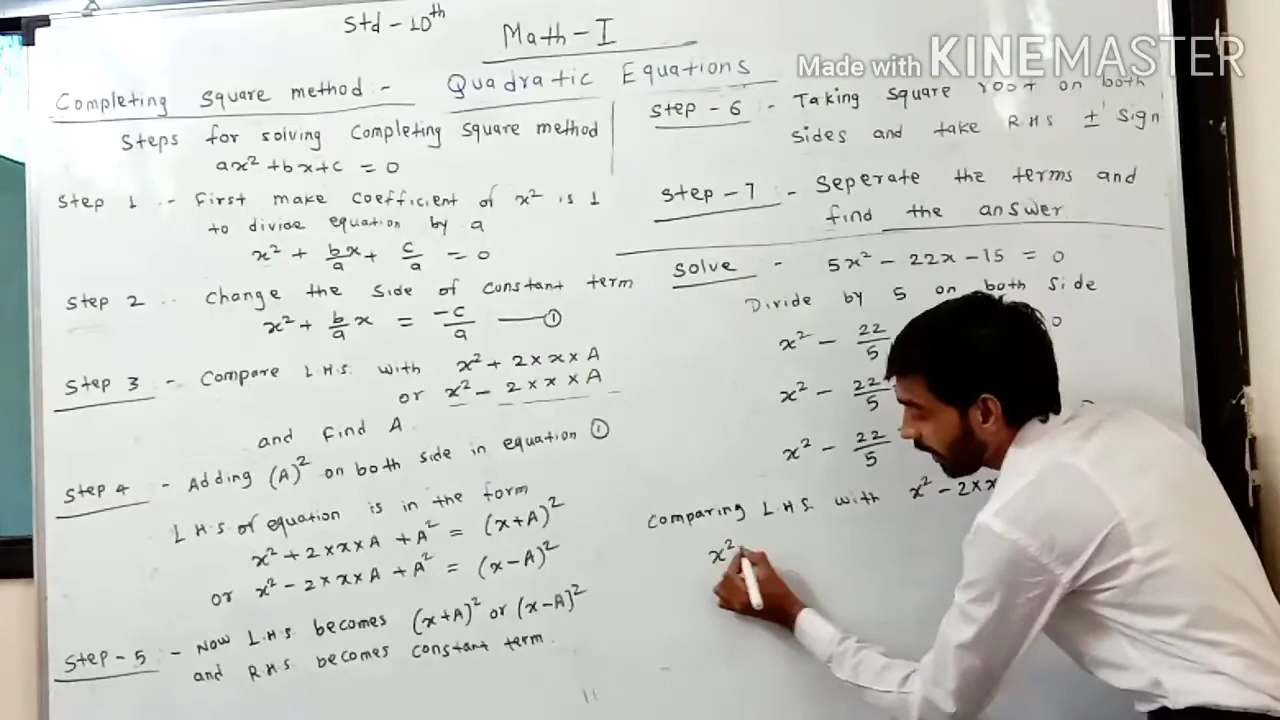 Std - 10th
Math - I
Made with KINEMASTER
Quadratic Equations
Completing square method :-
Steps for solving Completing square method
ax² + bx + c = 0
Step 1 :- First make coefficient of x² is 1
to divide equation by a
x² + bx/a + c/a = 0
Step 2 :- Change the side of constant term
x² + b/a x = -c/a —— ①
Step 3 - Compare L.H.S. with x² + 2 × x × A
or x² - 2 × x × A
and find A.
Step 4 - Adding (A)² on both side in equation ①
L.H.S of equation is in the form
x² + 2 × x × A + A² = (x+A)²
or x² - 2 × x × A + A² = (x-A)²
Step - 5 :- Now L.H.S. becomes (x+A)² or (x-A)²
and R.H.S becomes constant term.
Step - 6 :- Taking square root on both
sides and take R.H.S ± sign
Step - 7 :- Seperate the terms and
find the answer
Solve - 5x² - 22x - 15 = 0
Divide by 5 on both side
x² - 22/5 0
x² - 22/5
x² - 22/5
Comparing L.H.S. with x² - 2 × x
x²